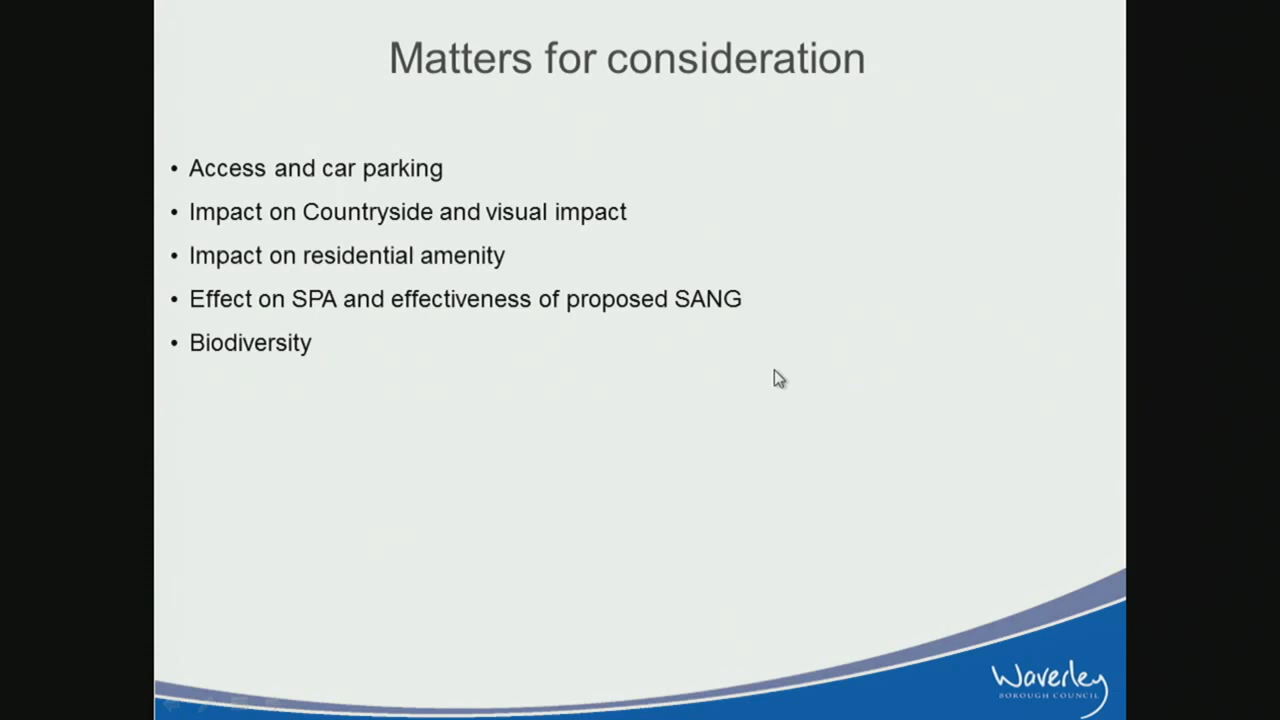 Matters for consideration
• Access and car parking
• Impact on Countryside and visual impact
• Impact on residential amenity
• Effect on SPA and effectiveness of proposed SANG
• Biodiversity
Waverley
BOROUGH COUNCIL